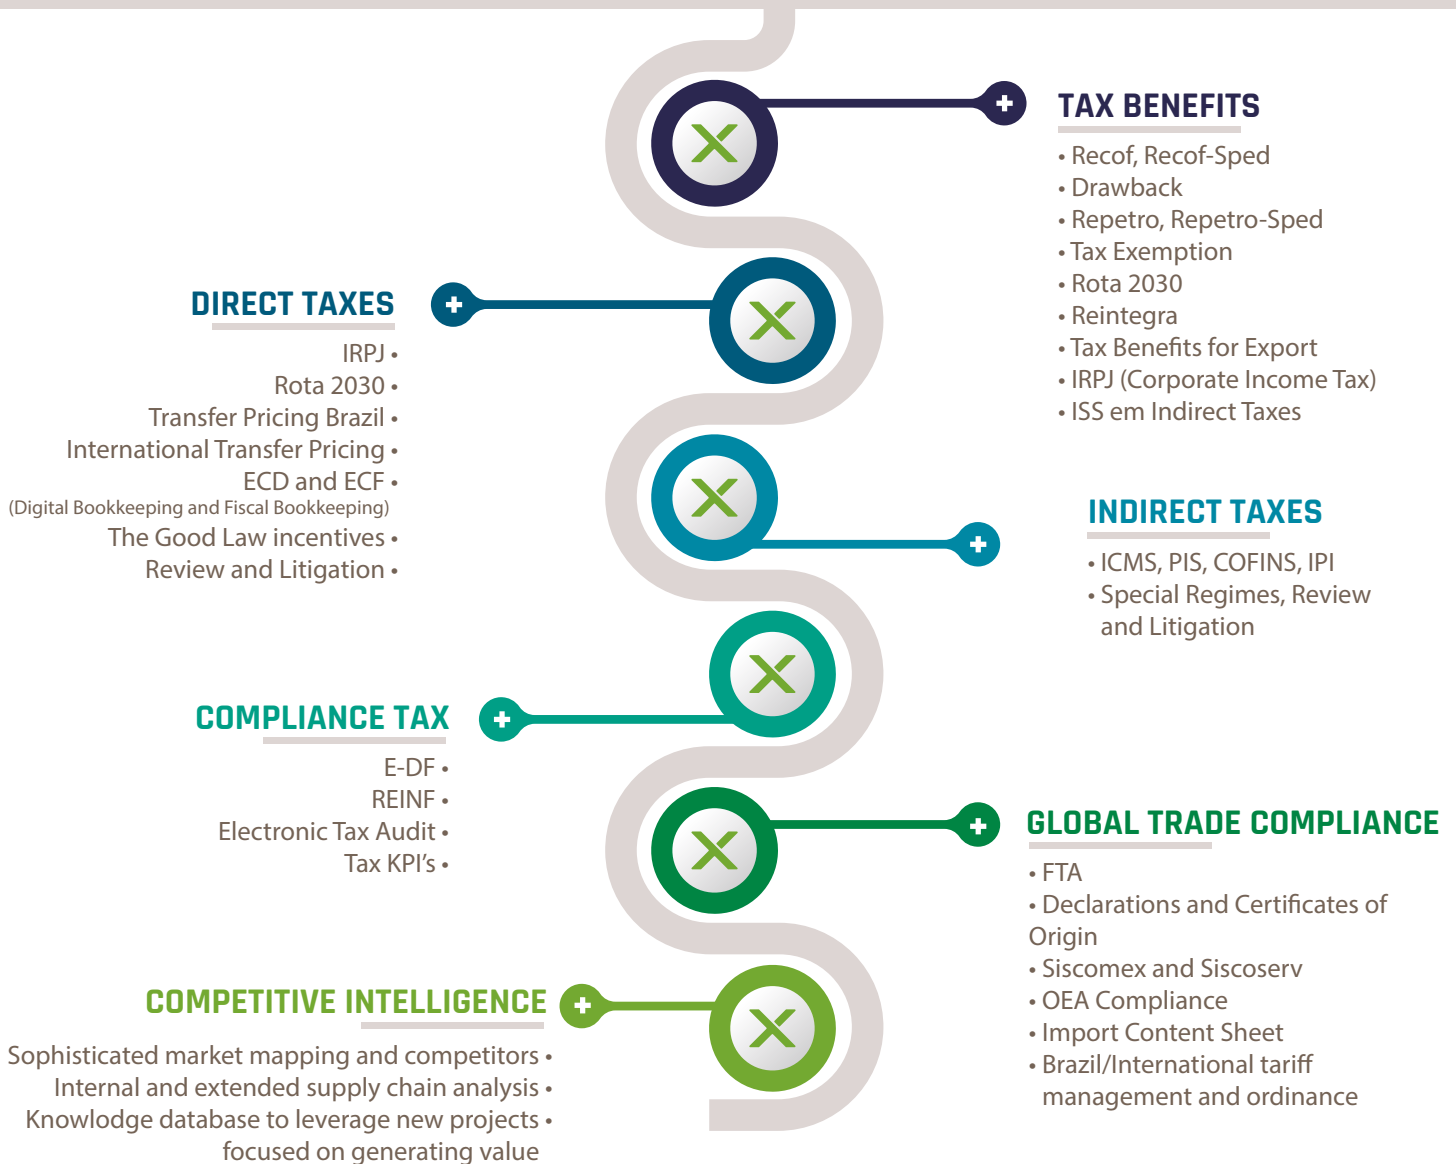 TAX BENEFITS
• Recof, Recof-Sped
• Drawback
• Repetro, Repetro-Sped
• Tax Exemption
• Rota 2030
• Reintegra
• Tax Benefits for Export
• IRPJ (Corporate Income Tax)
• ISS em Indirect Taxes
DIRECT TAXES
IRPJ •
Rota 2030 •
Transfer Pricing Brazil •
International Transfer Pricing •
ECD and ECF •
(Digital Bookkeeping and Fiscal Bookkeeping)
The Good Law incentives •
Review and Litigation •
INDIRECT TAXES
• ICMS, PIS, COFINS, IPI
• Special Regimes, Review
and Litigation
COMPLIANCE TAX
E-DF •
REINF •
Electronic Tax Audit •
Tax KPI's •
GLOBAL TRADE COMPLIANCE
• FTA
• Declarations and Certificates of
Origin
• Siscomex and Siscoserv
• OEA Compliance
• Import Content Sheet
• Brazil/International tariff
management and ordinance
COMPETITIVE INTELLIGENCE
Sophisticated market mapping and competitors •
Internal and extended supply chain analysis •
Knowlodge database to leverage new projects •
focused on generating value